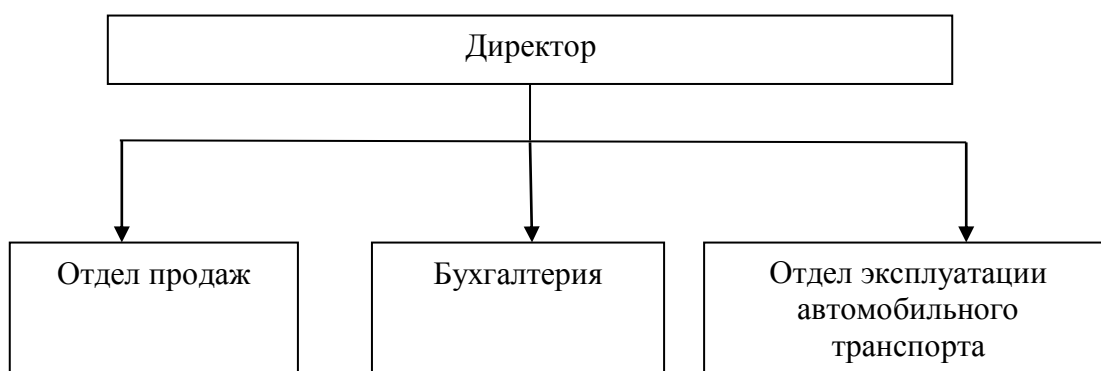 Директор
Отдел продаж
Бухгалтерия
Отдел эксплуатации
автомобильного
транспорта